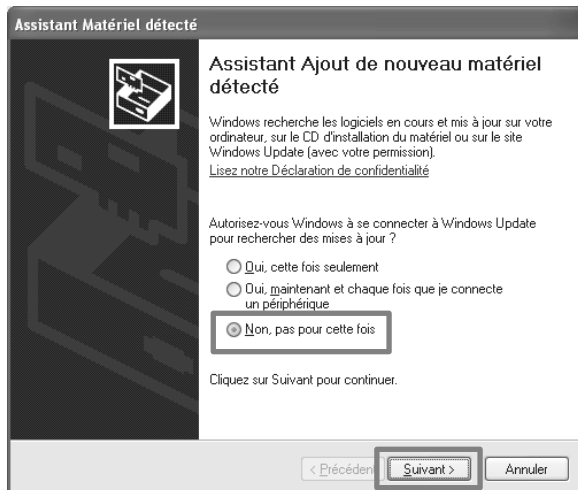 Assistant Matériel détecté
Assistant Ajout de nouveau matériel
détecté
Windows recherche les logiciels en cours et mis à jour sur votre
ordinateur, sur le CD d'installation du matériel ou sur le site
Windows Update (avec votre permission).
Lisez notre Déclaration de confidentialité
Autorisez-vous Windows à se connecter à Windows Update
pour rechercher des mises à jour ?
Oui, cette fois seulement
Oui, maintenant et chaque fois que je connecte
un périphérique
Non, pas pour cette fois
Cliquez sur Suivant pour continuer.
< Précéden
Suivant >
Annuler